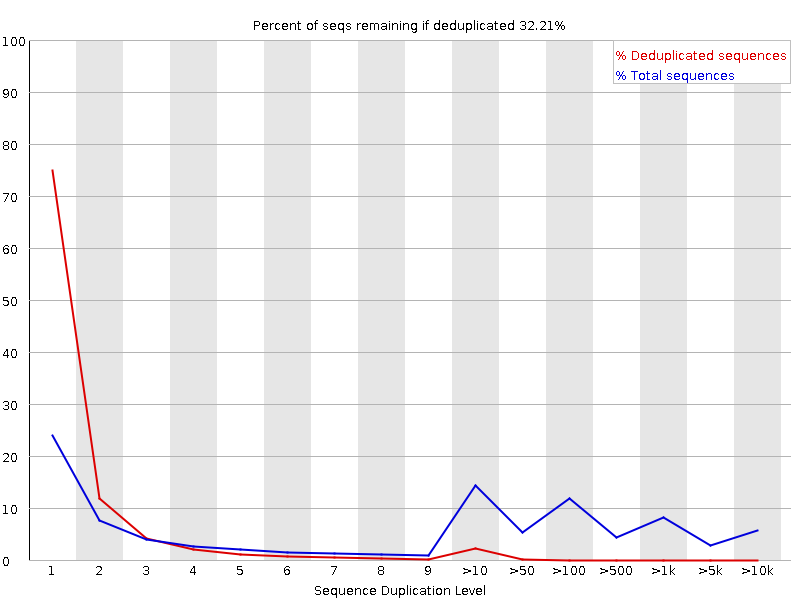 Percent of seqs remaining if deduplicated 32.21%
% Deduplicated sequences
% Total sequences
100
90
80
70
60
50
40
30
20
10
0
1 2 3 4 5 6 7 8 9 >10 >50 >100 >500 >1k >5k >10k
Sequence Duplication Level